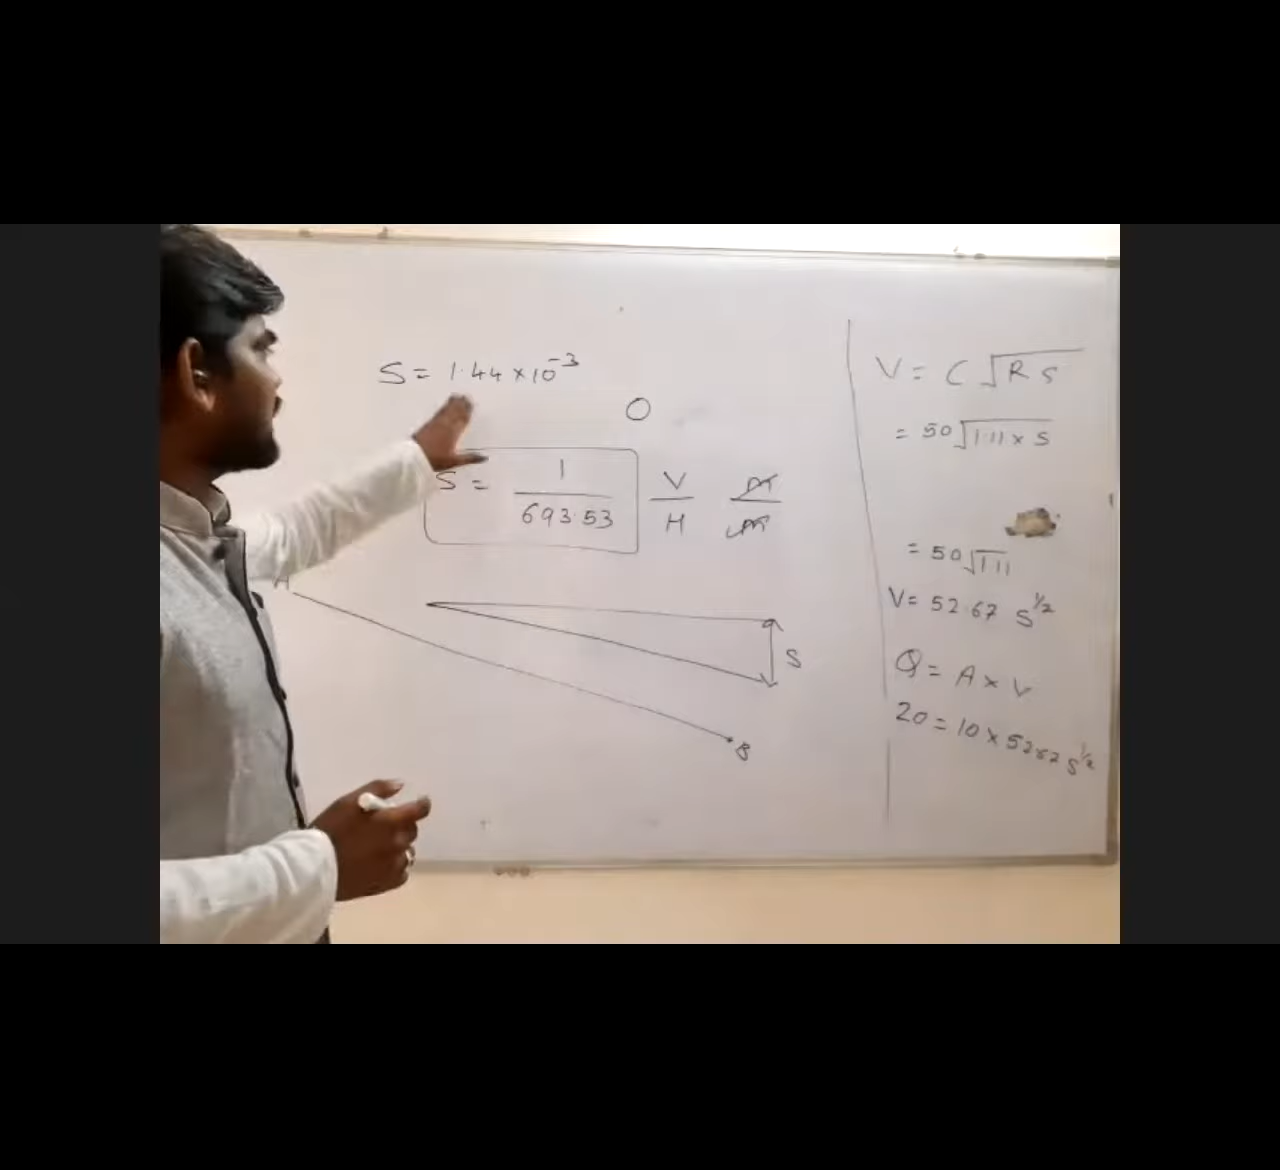 S = 1.44 × 10⁻³
O
S = 1/693.53 V/H m/m
A
S
B
V = C √R S
= 50 √1.11 × S
= 50 √1.11
V = 52.67 S^1/2
Q = A × V
20 = 10 × 52.67 S^1/2